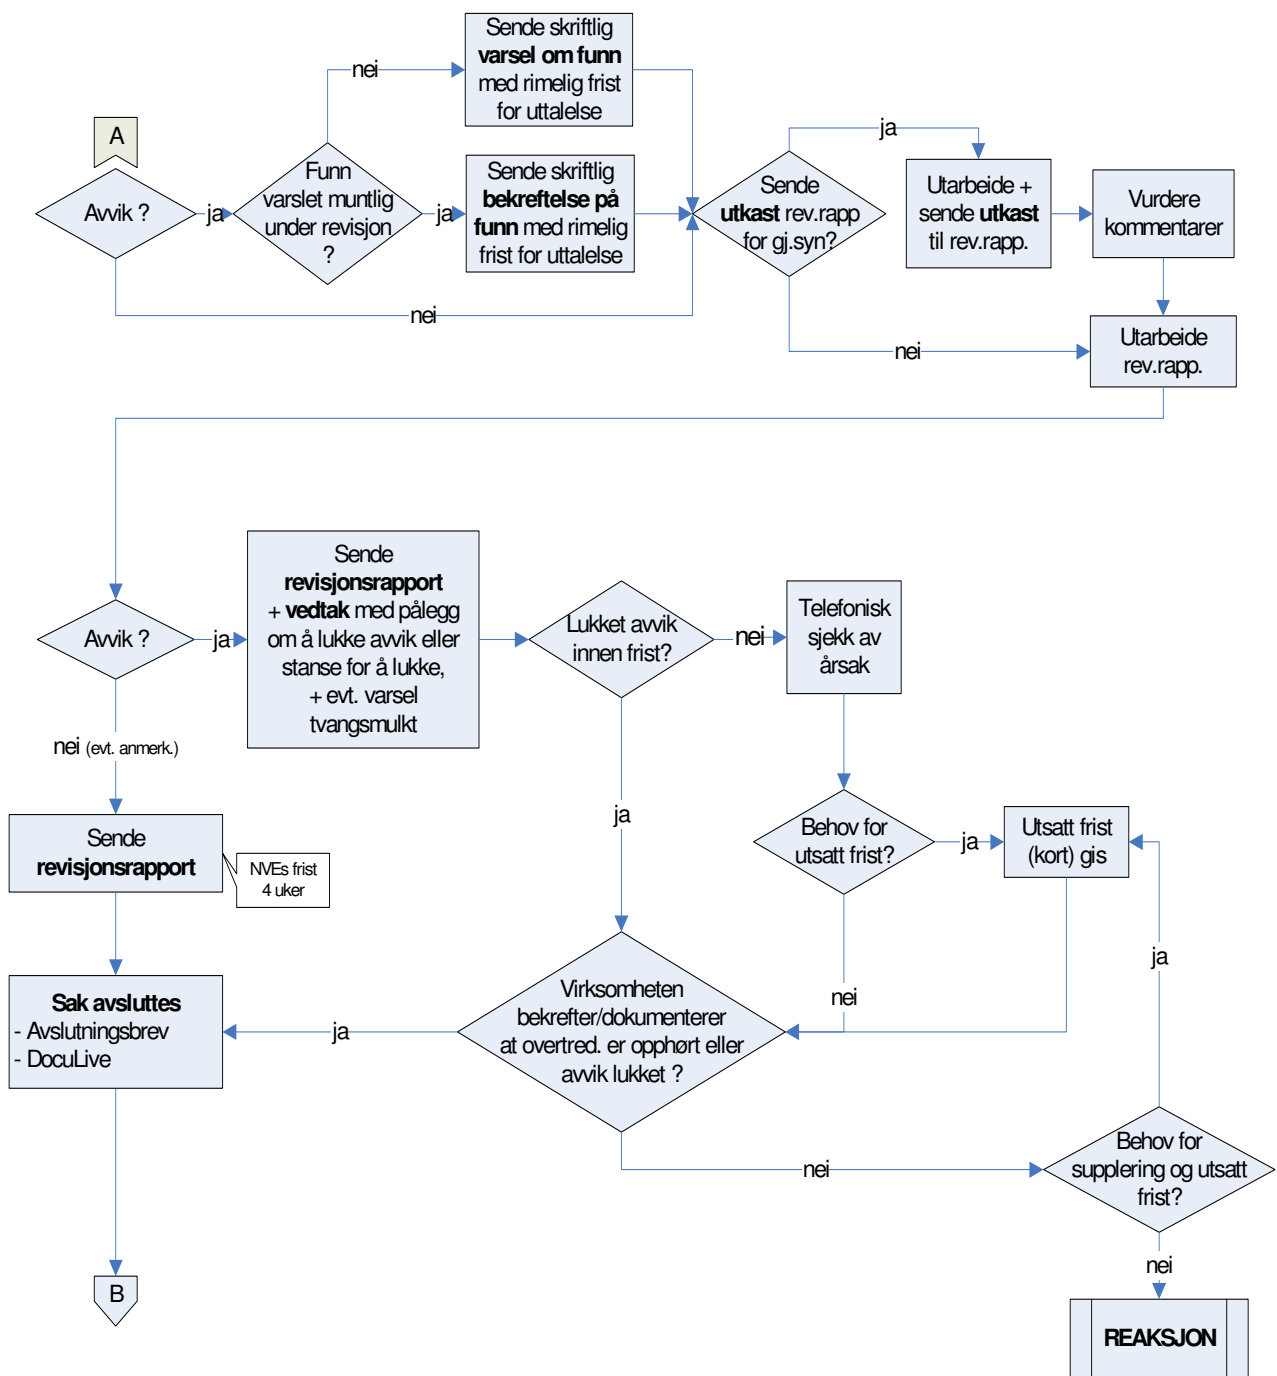 Sende skriftlig
varsel om funn
med rimelig frist
for uttalelse
nei
A
Avvik ?
ja
Funn
varslet muntlig
under revisjon
?
ja
Sende skriftlig
bekreftelse på
funn med rimelig
frist for uttalelse
nei
Sende
utkast rev.rapp
for gj.syn?
ja
Utarbeide +
sende utkast
til rev.rapp.
Vurdere
kommentarer
nei
Utarbeide
rev.rapp.
Avvik ?
ja
Sende
revisjonsrapport
+ vedtak med pålegg
om å lukke avvik eller
stanse for å lukke,
+ evt. varsel
tvangsmulkt
Lukket avvik
innen frist?
nei
Telefonisk
sjekk av
årsak
nei (evt. anmerk.)
ja
Sende
revisjonsrapport
NVEs frist
4 uker
Behov for
utsatt frist?
ja
Utsatt frist
(kort) gis
nei
ja
Sak avsluttes
- Avslutningsbrev
- DocuLive
ja
Virksomheten
bekrefter/dokumenterer
at overtred. er opphørt eller
avvik lukket ?
nei
Behov for
supplering og utsatt
frist?
nei
B
REAKSJON